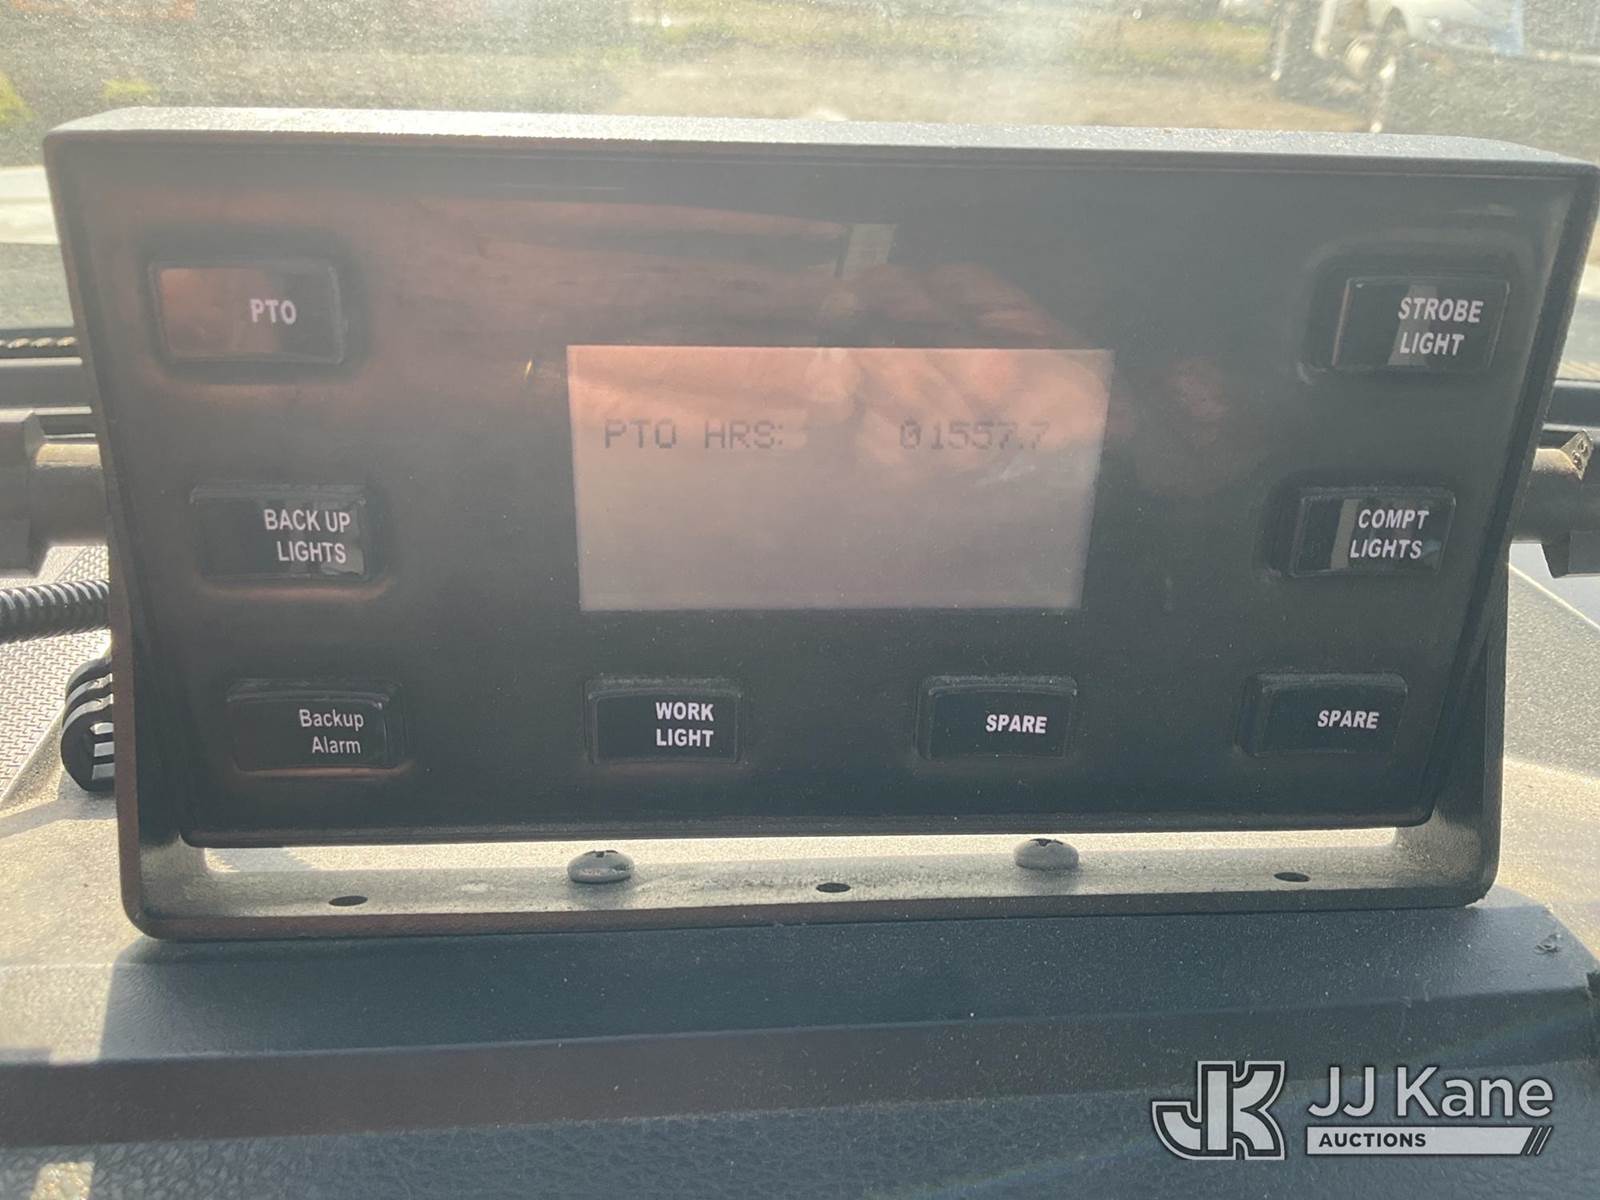 PTO
STROBE
LIGHT
PTO HRS: 01557.7
BACK UP
LIGHTS
COMPT
LIGHTS
Backup
Alarm
WORK
LIGHT
SPARE
SPARE
JK JJ Kane
AUCTIONS